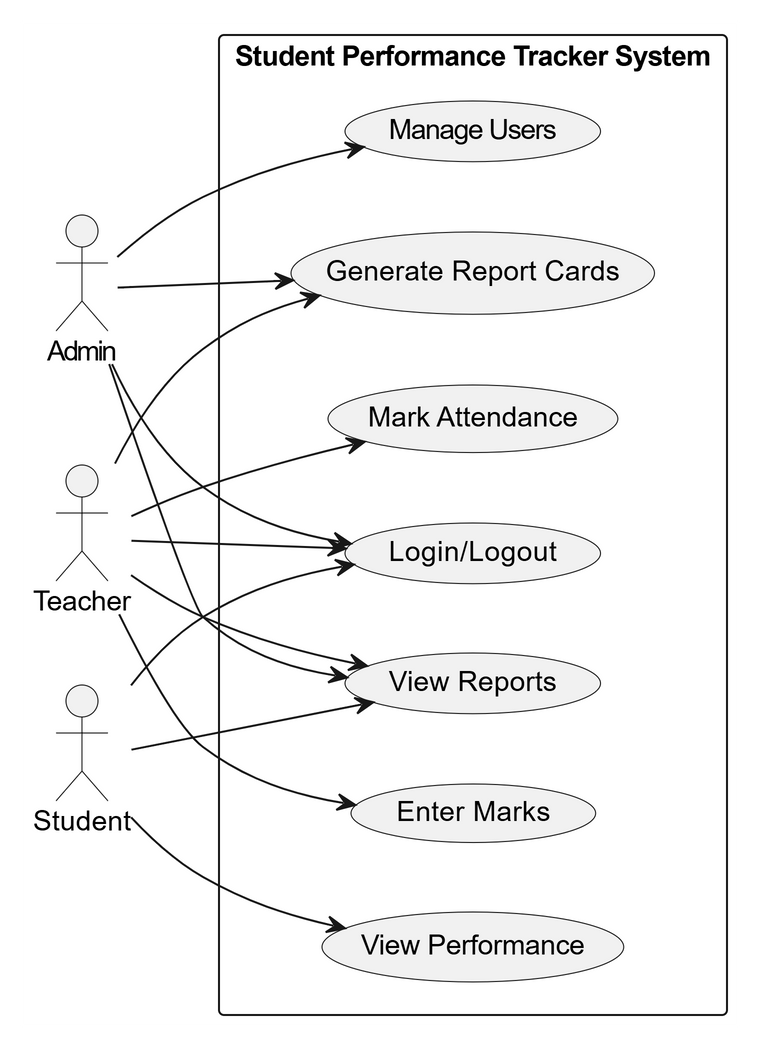 Student Performance Tracker System
Manage Users
Generate Report Cards
Admin
Mark Attendance
Login/Logout
Teacher
View Reports
Enter Marks
Student
View Performance